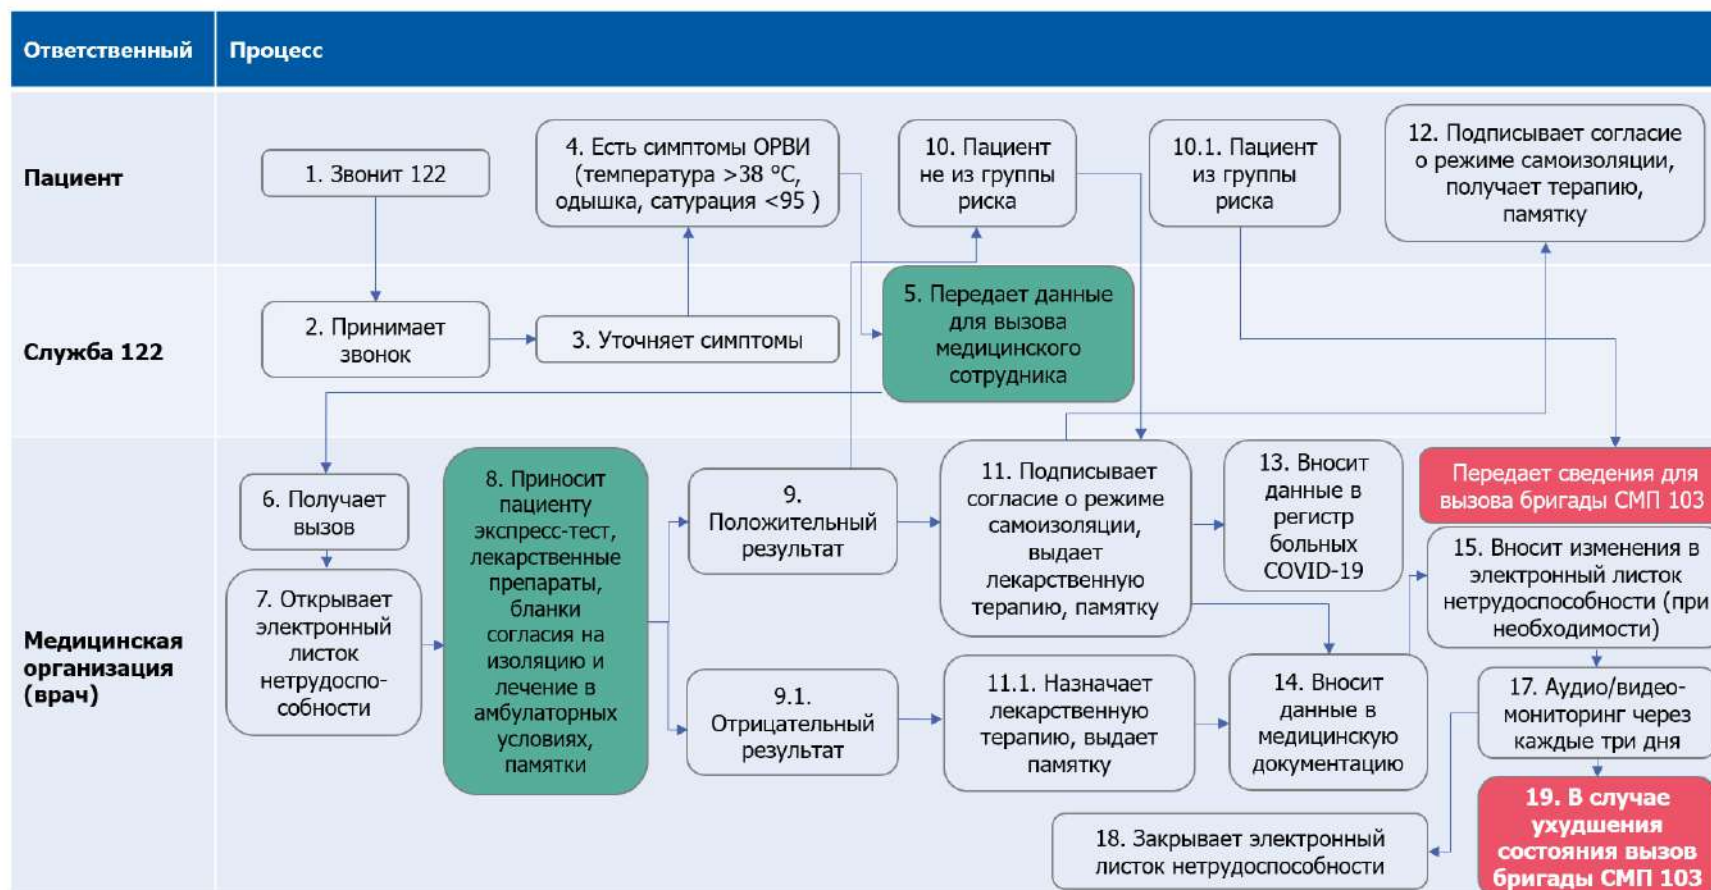 Ответственный
Процесс
Пациент
1. Звонит 122
4. Есть симптомы ОРВИ
(температура >38 °C,
одышка, сатурация <95 )
10. Пациент
не из группы
риска
10.1. Пациент
из группы
риска
12. Подписывает согласие
о режиме самоизоляции,
получает терапию,
памятку
Служба 122
2. Принимает
звонок
3. Уточняет симптомы
5. Передает данные
для вызова
медицинского
сотрудника
Медицинская
организация
(врач)
6. Получает
вызов
7. Открывает
электронный
листок
нетрудоспо-
собности
8. Приносит
пациенту
экспресс-тест,
лекарственные
препараты,
бланки
согласия на
изоляцию и
лечение в
амбулаторных
условиях,
памятки
9.
Положительный
результат
9.1.
Отрицательный
результат
11. Подписывает
согласие о режиме
самоизоляции,
выдает
лекарственную
терапию, памятку
11.1. Назначает
лекарственную
терапию, выдает
памятку
13. Вносит
данные в
регистр
больных
COVID-19
14. Вносит
данные в
медицинскую
документацию
Передает сведения для
вызова бригады СМП 103
15. Вносит изменения в
электронный листок
нетрудоспособности (при
необходимости)
17. Аудио/видео-
мониторинг через
каждые три дня
18. Закрывает электронный
листок нетрудоспособности
19. В случае
ухудшения
состояния вызов
бригады СМП 103